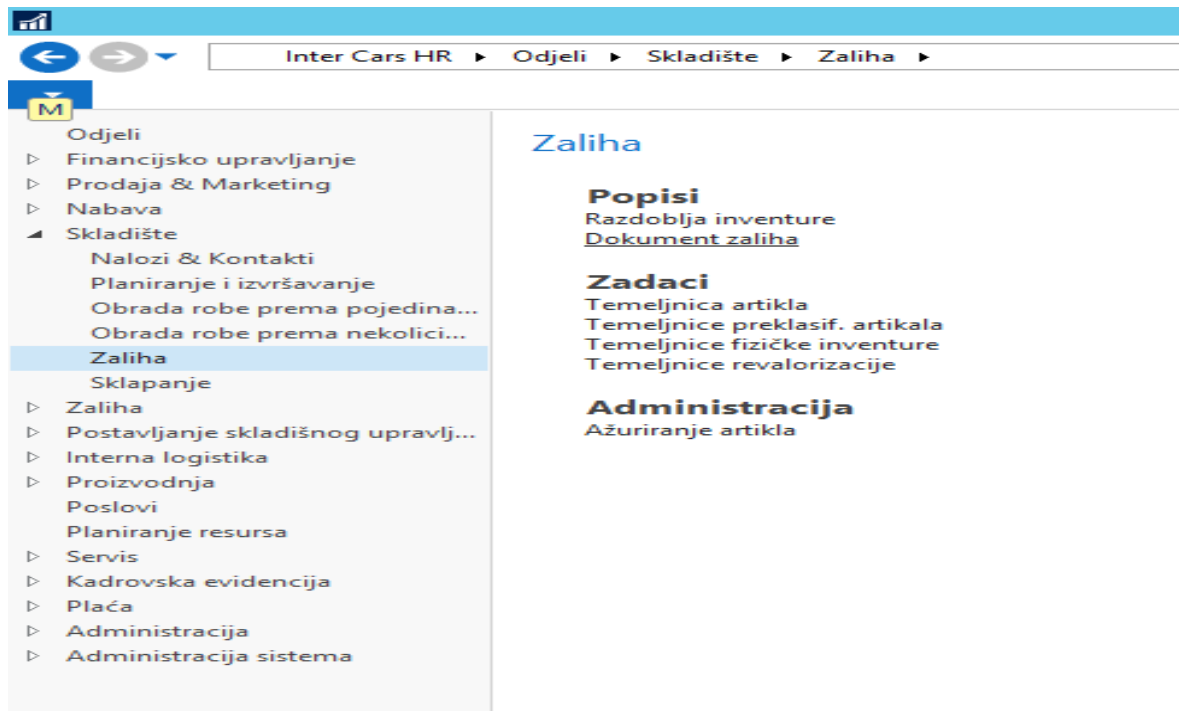 Inter Cars HR ▸ Odjeli ▸ Skladište ▸ Zaliha ▸
M
Odjeli
Financijsko upravljanje
Prodaja & Marketing
Nabava
Skladište
Nalozi & Kontakti
Planiranje i izvršavanje
Obrada robe prema pojedina...
Obrada robe prema nekolici...
Zaliha
Sklapanje
Zaliha
Postavljanje skladišnog upravlj...
Interna logistika
Proizvodnja
Poslovi
Planiranje resursa
Servis
Kadrovska evidencija
Plaća
Administracija
Administracija sistema
Zaliha
Popisi
Razdoblja inventure
Dokument zaliha
Zadaci
Temeljnica artikla
Temeljnice preklasif. artikala
Temeljnice fizičke inventure
Temeljnice revalorizacije
Administracija
Ažuriranje artikla